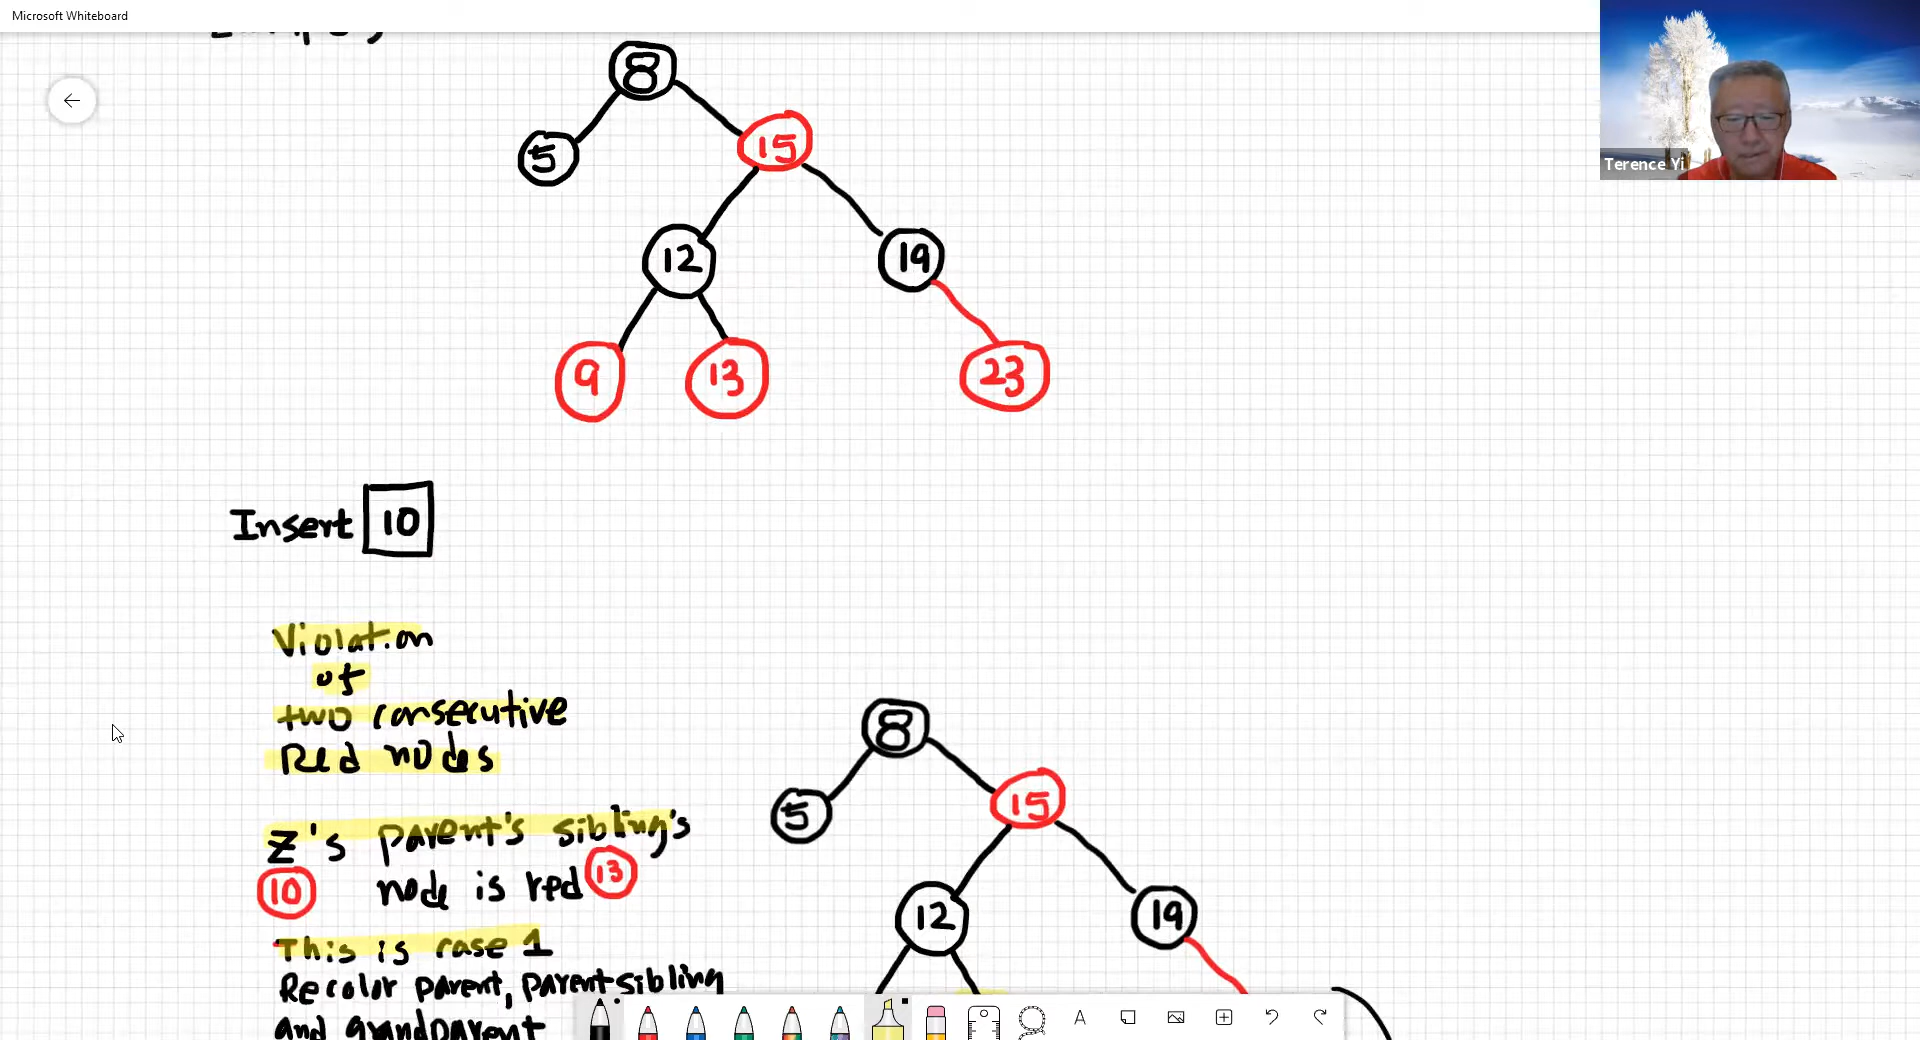 Microsoft Whiteboard
Terence Yi
8
5
15
12
19
9
13
23
Insert 10
Violation
of
two consecutive
Red nodes
Z's parent's sibling's
10 node is red 13
This is case 1
Recolor parent, parent sibling
and grandparent
8
5
15
12
19
A